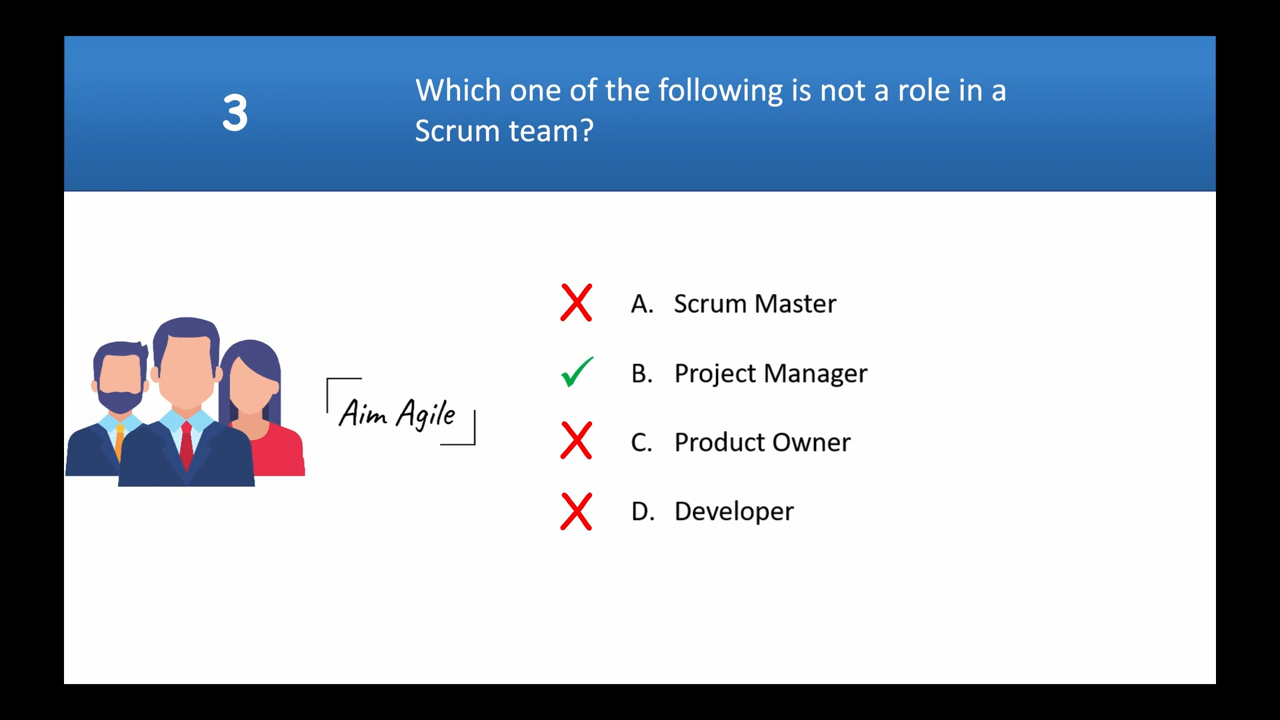 3
Which one of the following is not a role in a
Scrum team?
A. Scrum Master
B. Project Manager
Aim Agile
C. Product Owner
D. Developer